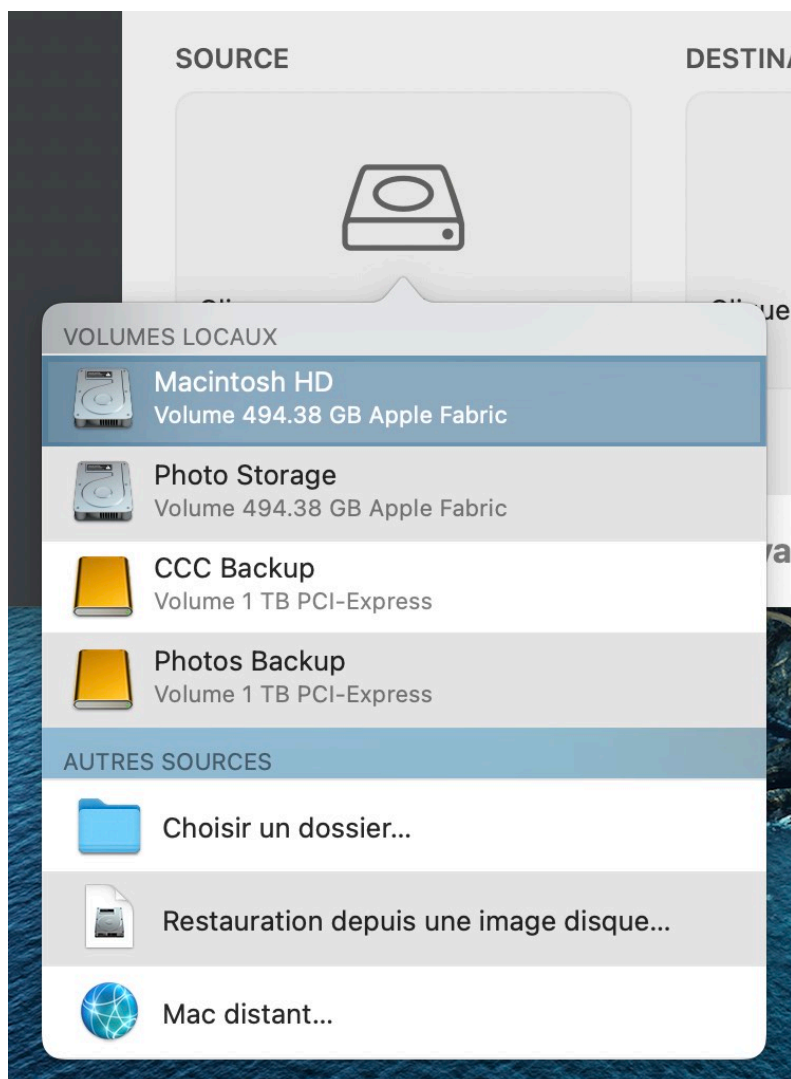 SOURCE
VOLUMES LOCAUX
Macintosh HD
Volume 494.38 GB Apple Fabric
Photo Storage
Volume 494.38 GB Apple Fabric
CCC Backup
Volume 1 TB PCI-Express
Photos Backup
Volume 1 TB PCI-Express
AUTRES SOURCES
Choisir un dossier...
Restauration depuis une image disque...
Mac distant...